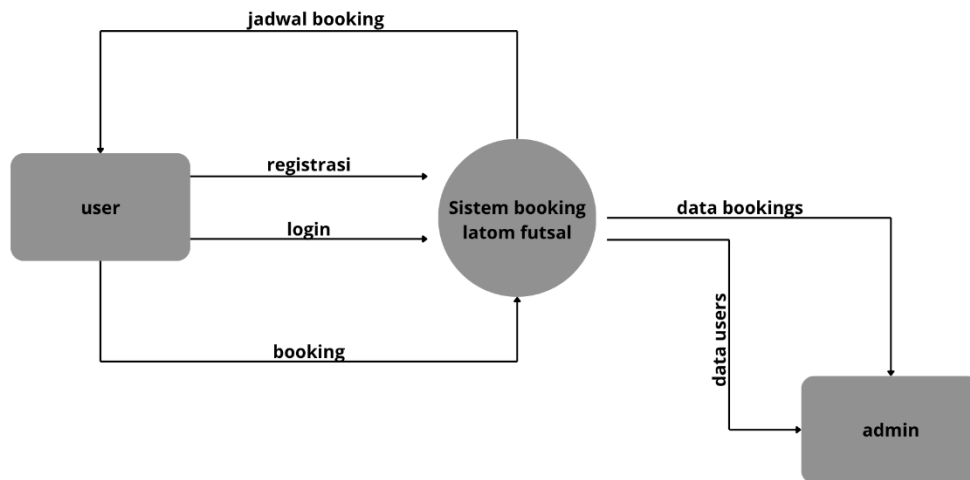 jadwal booking
registrasi
user
Sistem booking
latom futsal
data bookings
login
data users
booking
admin